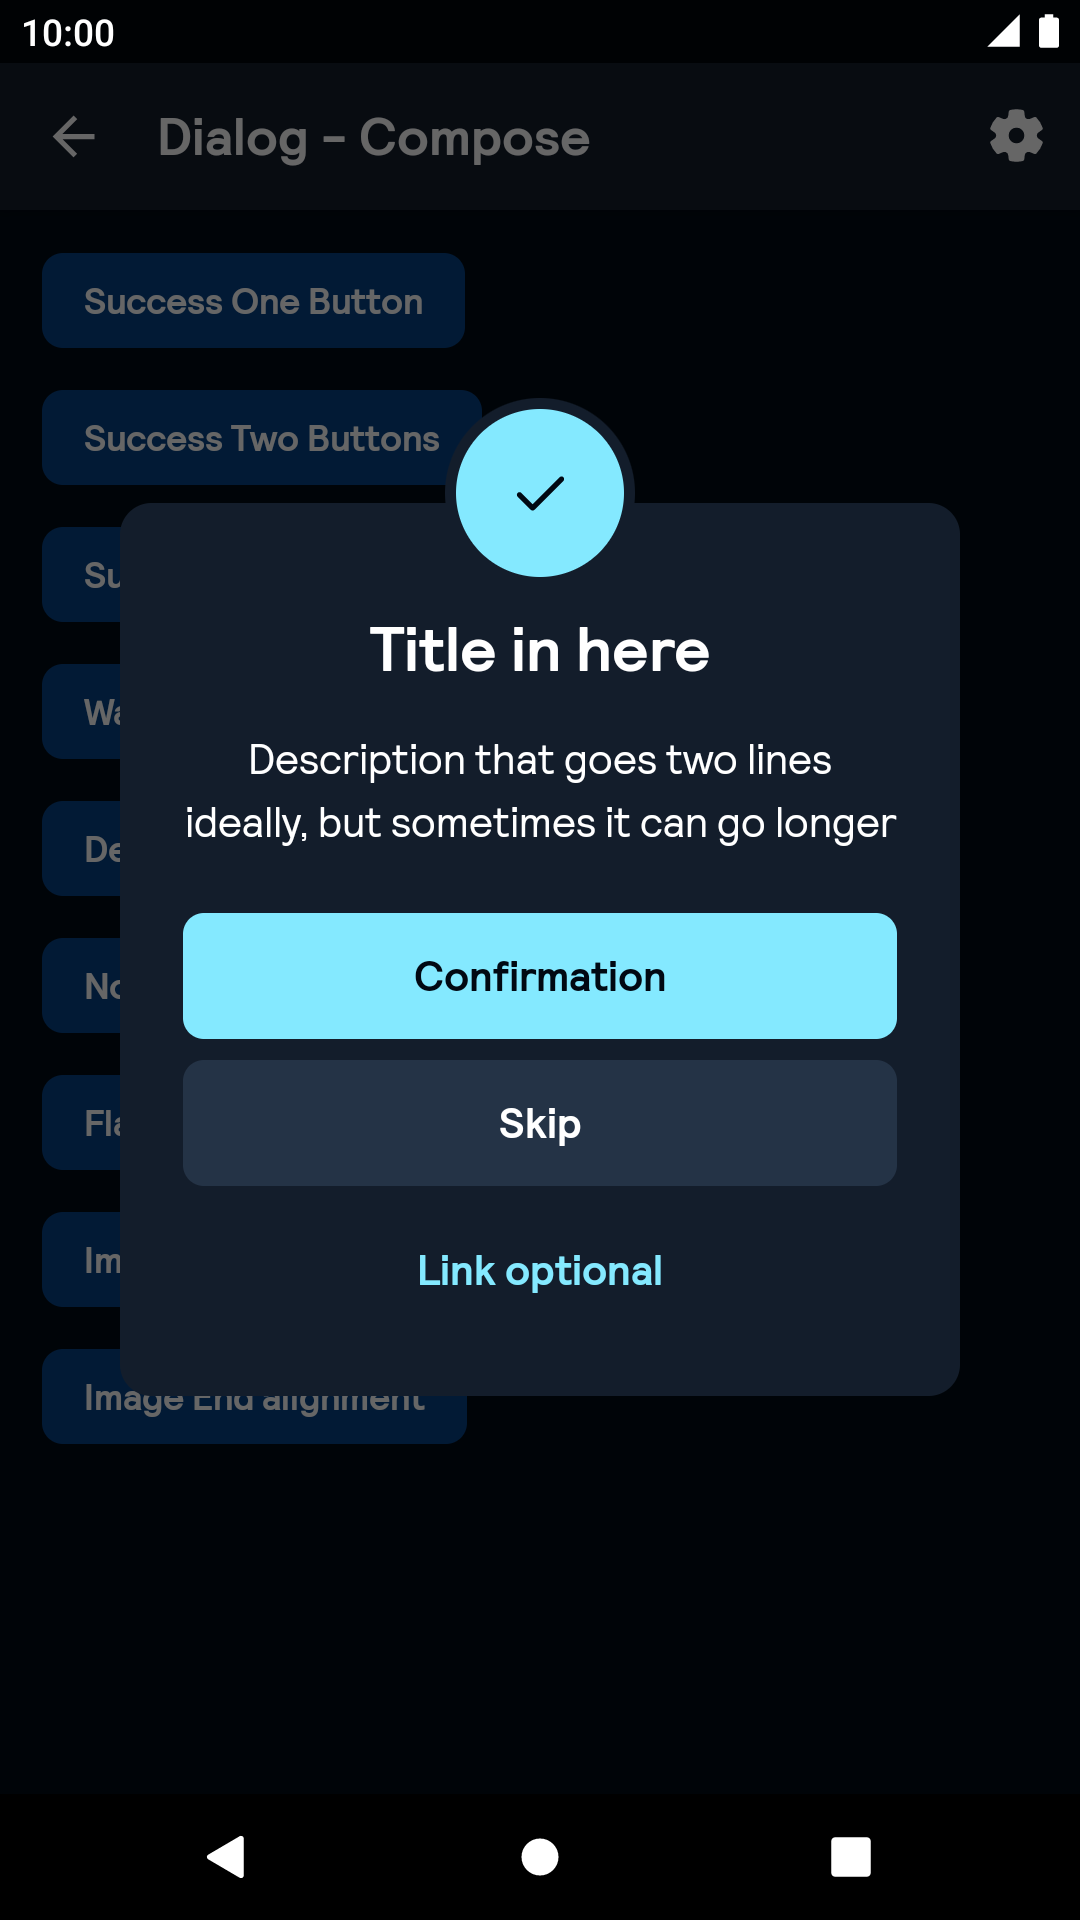 10:00
Dialog - Compose
Success One Button
Success Two Buttons
Su
Title in here
Wa
Description that goes two lines
ideally, but sometimes it can go longer
De
Confirmation
No
Skip
Fla
Link optional
Im
Image End alignment